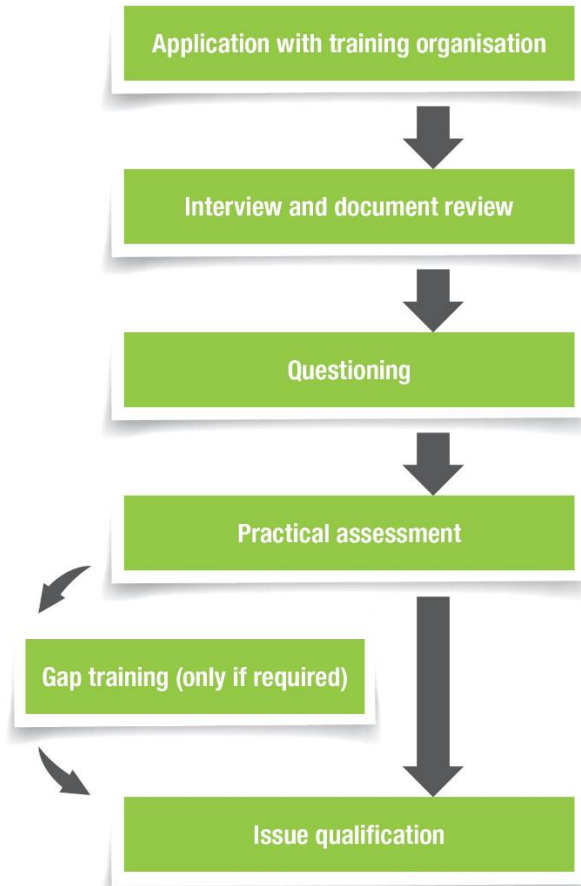 Application with training organisation
Interview and document review
Questioning
Practical assessment
Gap training (only if required)
Issue qualification